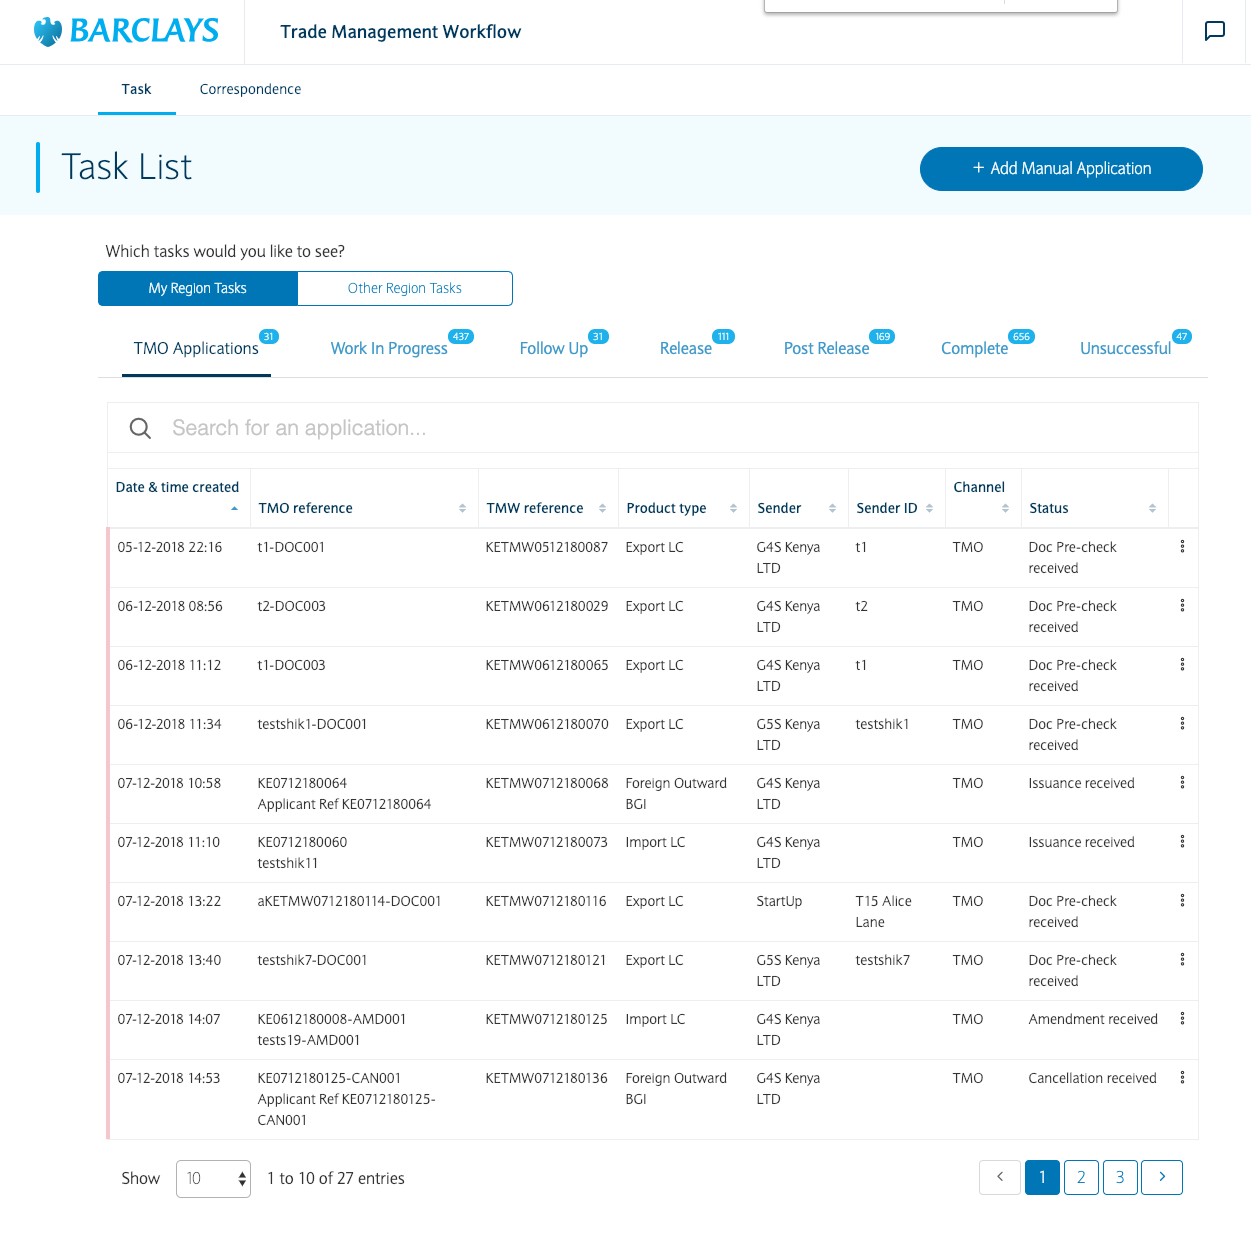 BARCLAYS
Trade Management Workflow
Task
Correspondence
Task List
+ Add Manual Application
Which tasks would you like to see?
My Region Tasks
Other Region Tasks
TMO Applications 31
Work In Progress 437
Follow Up 31
Release 111
Post Release 169
Complete 656
Unsuccessful 47
Search for an application...
Date & time created
TMO reference
TMW reference
Product type
Sender
Sender ID
Channel
Status
05-12-2018 22:16 t1-DOC001 KETMW0512180087 Export LC G4S Kenya t1 TMO Doc Pre-check
LTD received
06-12-2018 08:56 t2-DOC003 KETMW0612180029 Export LC G4S Kenya t2 TMO Doc Pre-check
LTD received
06-12-2018 11:12 t1-DOC003 KETMW0612180065 Export LC G4S Kenya t1 TMO Doc Pre-check
LTD received
06-12-2018 11:34 testshik1-DOC001 KETMW0612180070 Export LC G5S Kenya testshik1 TMO Doc Pre-check
LTD received
07-12-2018 10:58 KE0712180064 KETMW0712180068 Foreign Outward G4S Kenya TMO Issuance received
Applicant Ref KE0712180064 BGI LTD
07-12-2018 11:10 KE0712180060 KETMW0712180073 Import LC G4S Kenya TMO Issuance received
testshik11 LTD
07-12-2018 13:22 aKETMW0712180114-DOC001 KETMW0712180116 Export LC StartUp T15 Alice TMO Doc Pre-check
Lane received
07-12-2018 13:40 testshik7-DOC001 KETMW0712180121 Export LC G5S Kenya testshik7 TMO Doc Pre-check
LTD received
07-12-2018 14:07 KE0612180008-AMD001 KETMW0712180125 Import LC G4S Kenya TMO Amendment received
tests19-AMD001 LTD
07-12-2018 14:53 KE0712180125-CAN001 KETMW0712180136 Foreign Outward G4S Kenya TMO Cancellation received
Applicant Ref KE0712180125- BGI LTD
CAN001
Show 10 1 to 10 of 27 entries
< 1 2 3 >